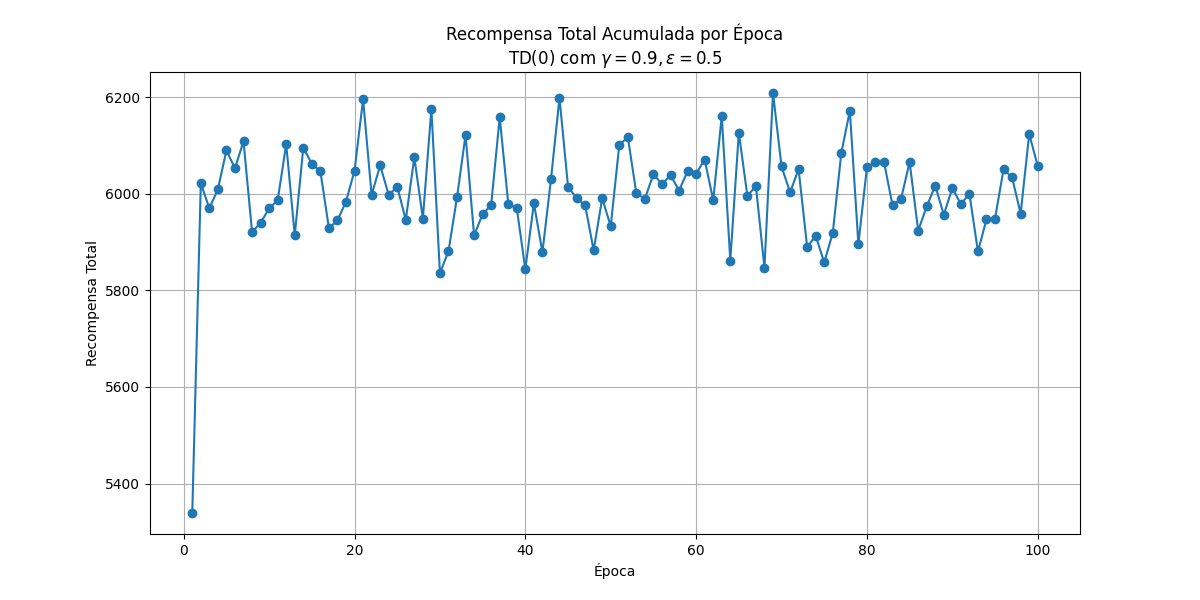 Recompensa Total Acumulada por Época
TD(0) com γ = 0.9, ε = 0.5
6200
6000
5800
5600
5400
Recompensa Total
0 20 40 60 80 100
Época